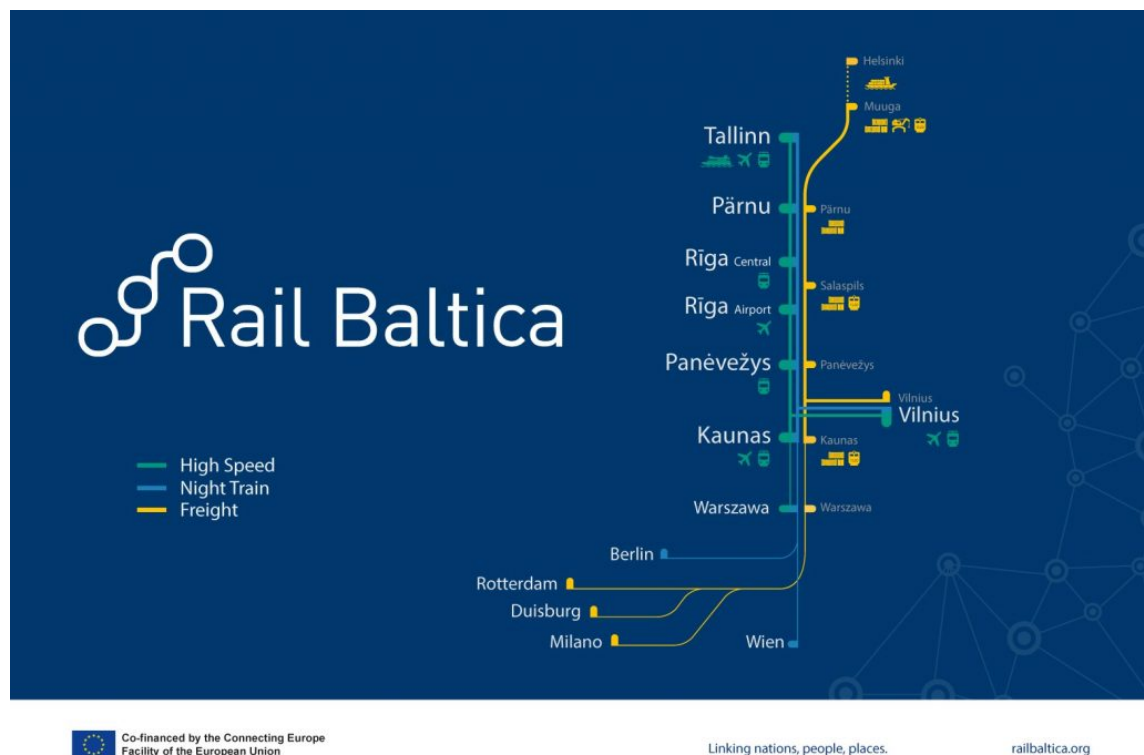 Helsinki
Muuga
Tallinn
Pärnu
Pärnu
Rīga Central
Salaspils
Rīga Airport
Rail Baltica
Panėvežys
Panėvežys
Vilnius
Vilnius
Kaunas
Kaunas
High Speed
Night Train
Freight
Warszawa
Warszawa
Berlin
Rotterdam
Duisburg
Milano
Wien
Co-financed by the Connecting Europe
Facility of the European Union
Linking nations, people, places.
railbaltica.org